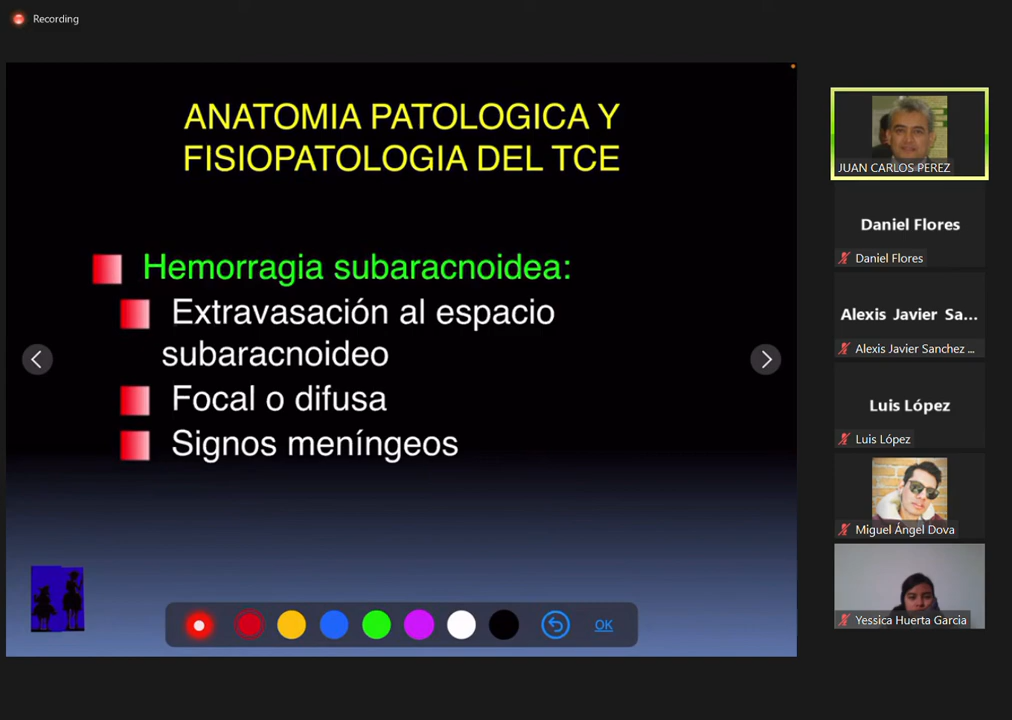 Recording
ANATOMIA PATOLOGICA Y
FISIOPATOLOGIA DEL TCE
Hemorragia subaracnoidea:
Extravasación al espacio
subaracnoideo
Focal o difusa
Signos meníngeos
OK
JUAN CARLOS PEREZ
Daniel Flores
Daniel Flores
Alexis Javier Sa...
Alexis Javier Sanchez ...
Luis López
Luis López
Miguel Ángel Dova
Yessica Huerta Garcia